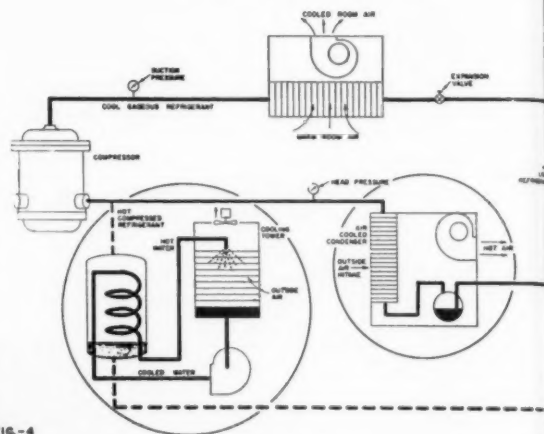 COOLED ROOM AIR
SUCTION
PRESSURE
EXPANSION
VALVE
COOL GASEOUS REFRIGERANT
WARM ROOM AIR
COMPRESSOR
HEAD PRESSURE
HOT
COMPRESSED
REFRIGERANT
HOT
WATER
COOLING
TOWER
AIR
COOLED
CONDENSER
HOT AIR
OUTSIDE
AIR
INTAKE
OUTSIDE
AIR
COOLED WATER
IG.-4